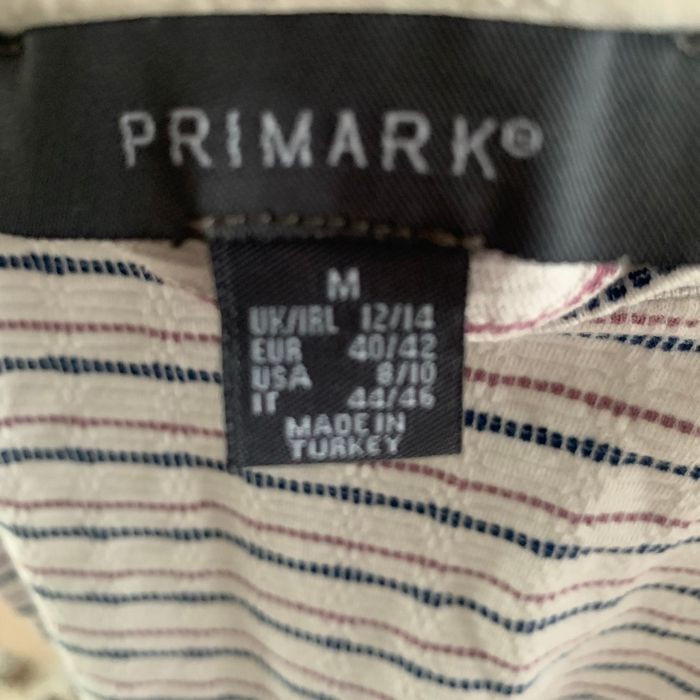 PRIMARK®
M
UK/IRL 12/14
EUR 40/42
USA 8/10
IT 44/46
MADE IN
TURKEY